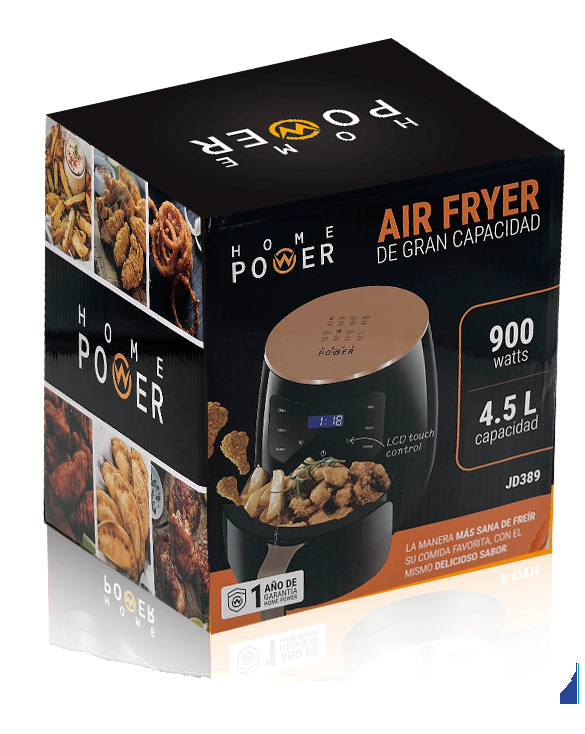 HOME
POWER
HOME
POWER
AIR FRYER
DE GRAN CAPACIDAD
HOME
POWER
HOME
POWER
1:18
LCD touch
control
900
watts
4.5 L
capacidad
JD389
LA MANERA MÁS SANA DE FREÍR
SU COMIDA FAVORITA, CON EL
MISMO DELICIOSO SABOR.
1 AÑO DE
GARANTÍA
HOME POWER